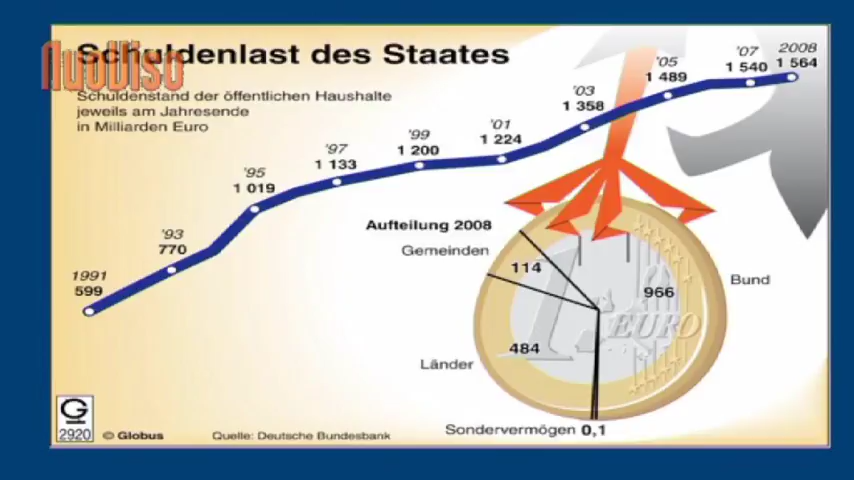 Schuldenlast des Staates
NuoViso
Schuldenstand der öffentlichen Haushalte
jeweils am Jahresende
in Milliarden Euro
1991
599
'93
770
'95
1 019
'97
1 133
'99
1 200
'01
1 224
'03
1 358
'05
1 489
'07
1 540
2008
1 564
Aufteilung 2008
Gemeinden
114
Bund
966
1 EURO
Länder
484
Sondervermögen 0,1
G
2920
© Globus
Quelle: Deutsche Bundesbank